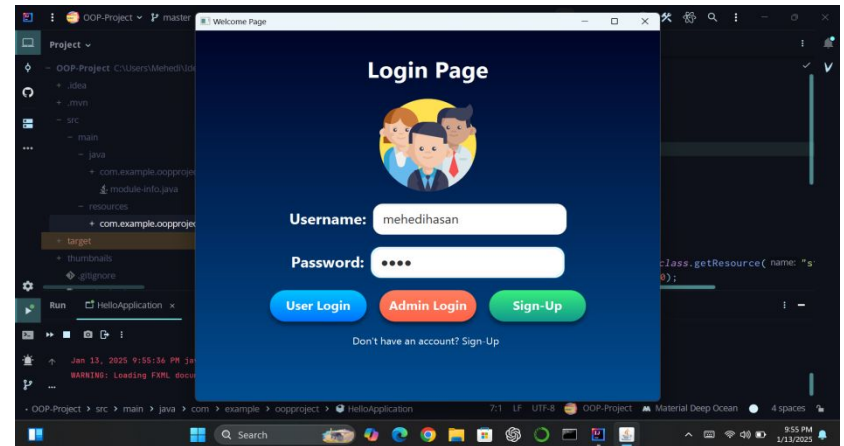 OOP-Project
master
Welcome Page
Project
OOP-Project C:\Users\Mehedi\Ide
.idea
.mvn
src
main
java
com.example.oopprojec
module-info.java
resources
com.example.oopprojec
target
thumbnails
.gitignore
Login Page
Username: mehedihasan
Password: ••••
User Login Admin Login Sign-Up
Don't have an account? Sign-Up
class.getResource( name: "s
0);
Run HelloApplication
Jan 13, 2025 9:55:36 PM ja
WARNING: Loading FXML docu
OOP-Project > src > main > java > com > example > oopproject > HelloApplication
7:1 LF UTF-8 OOP-Project Material Deep Ocean 4 spaces
Search
9:55 PM
1/13/2025